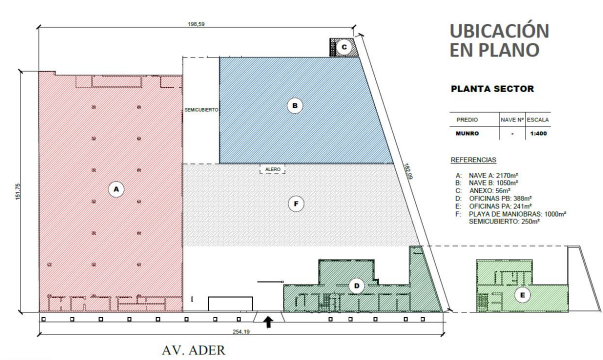 196,59
UBICACIÓN
EN PLANO
C
PLANTA SECTOR
B
SEMICUBIERTO
PREDIO NAVE Nº ESCALA
MUNRO - 1:400
ALERO
REFERENCIAS
151,75
182,09
A
F
A: NAVE A: 2170m²
B: NAVE B: 1050m²
C: ANEXO: 56m²
D: OFICINAS PB: 388m²
E: OFICINAS PA: 241m²
F: PLAYA DE MANIOBRAS: 1000m²
SEMICUBIERTO: 250m²
D
E
254,19
AV. ADER